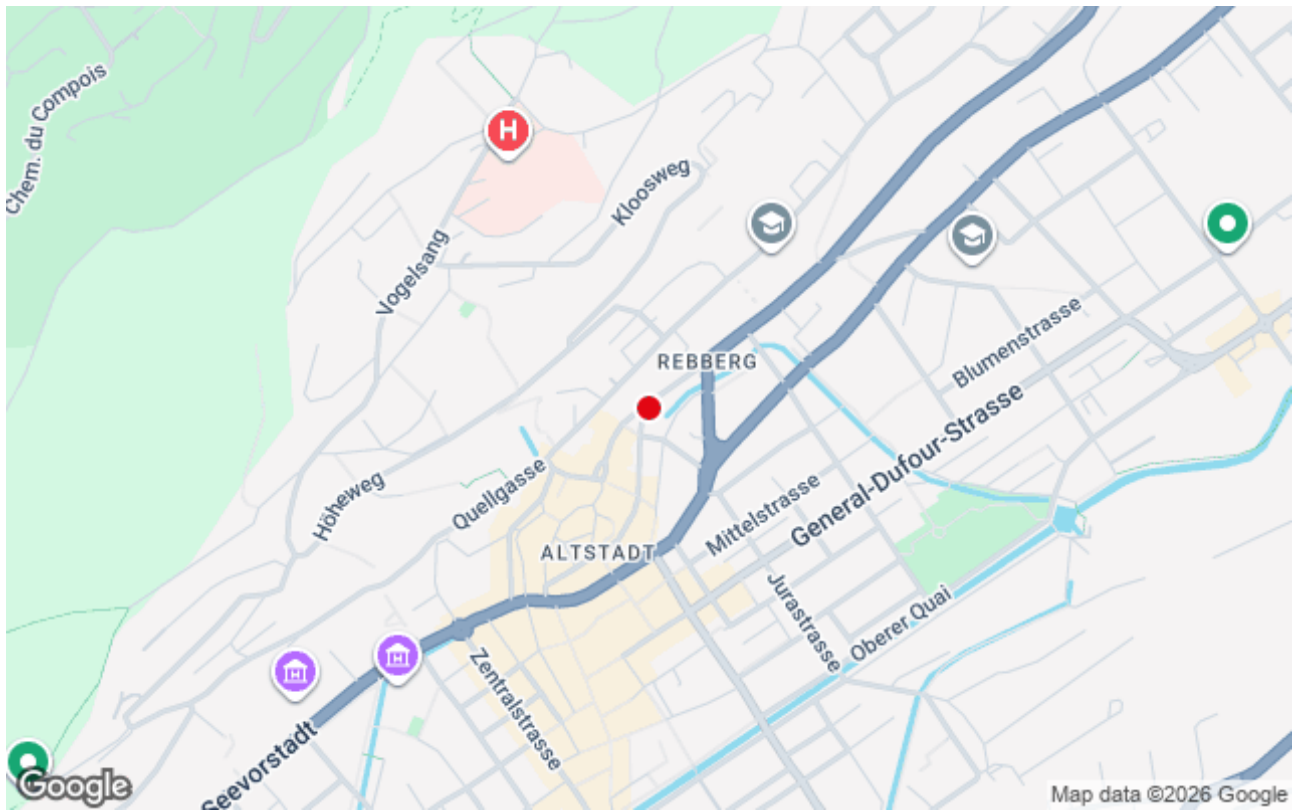 Chem. du Compois
H
Kloosweg
Vogelsang
Blumenstrasse
REBBERG
General-Dufour-Strasse
Höheweg
Quellgasse
Mittelstrasse
ALTSTADT
Jurastrasse
Oberer Quai
Zentralstrasse
Seevorstadt
Google
Map data ©2026 Google